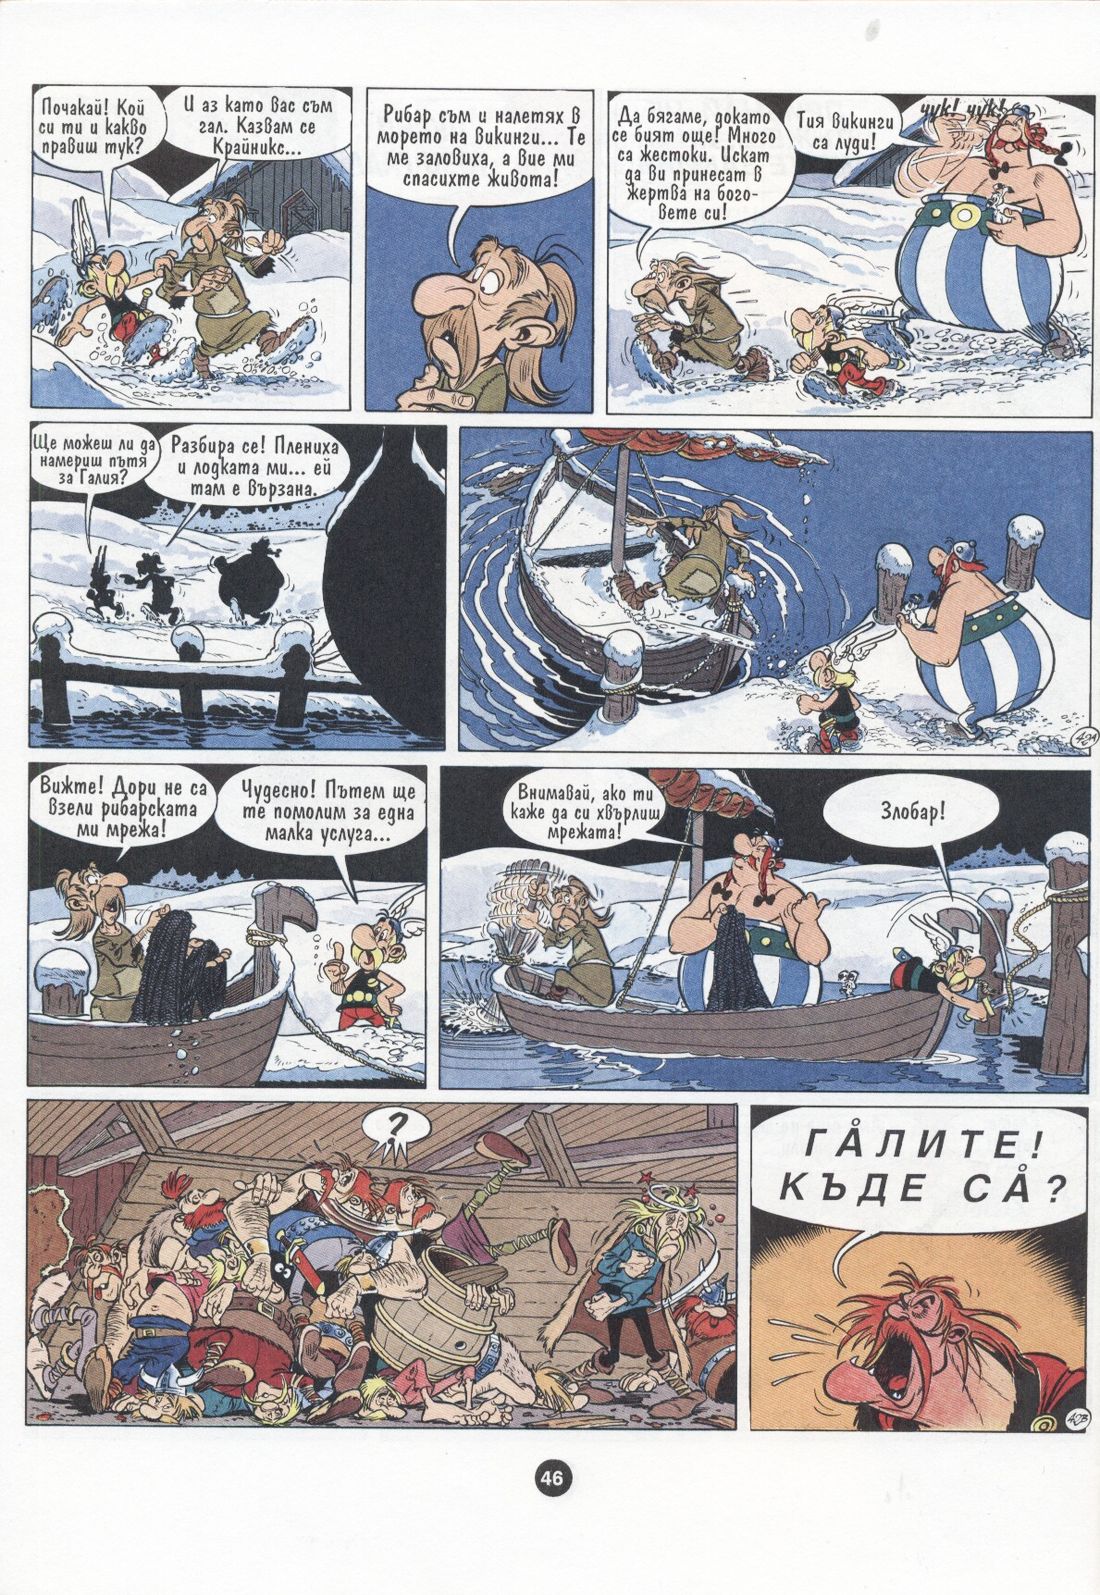 Почакай! Кой
си ти и какво
правиш тук?
И аз като вас съм
гал. Казвам се
Крайникс...
Рибар съм и налетях в
морето на викинги... Те
ме заловиха, а вие ми
спасихте живота!
Да бягаме, докато
се бият още! Много
са жестоки. Искат
да ви принесат в
жертва на бого-
вете си!
Тия викинги
са луди!
чук! чук!
Ще можеш ли да
намериш пътя
за Галия?
Разбира се! Плениха
и лодката ми... ей
там е вързана.
42A
Вижте! Дори не са
взели рибарската
ми мрежа!
Чудесно! Пътем ще
те помолим за една
малка услуга...
Внимавай, ако ти
каже да си хвърлиш
мрежата!
Злобар!
?
ГÅЛИТЕ!
КЪДЕ СÅ?
42B
46